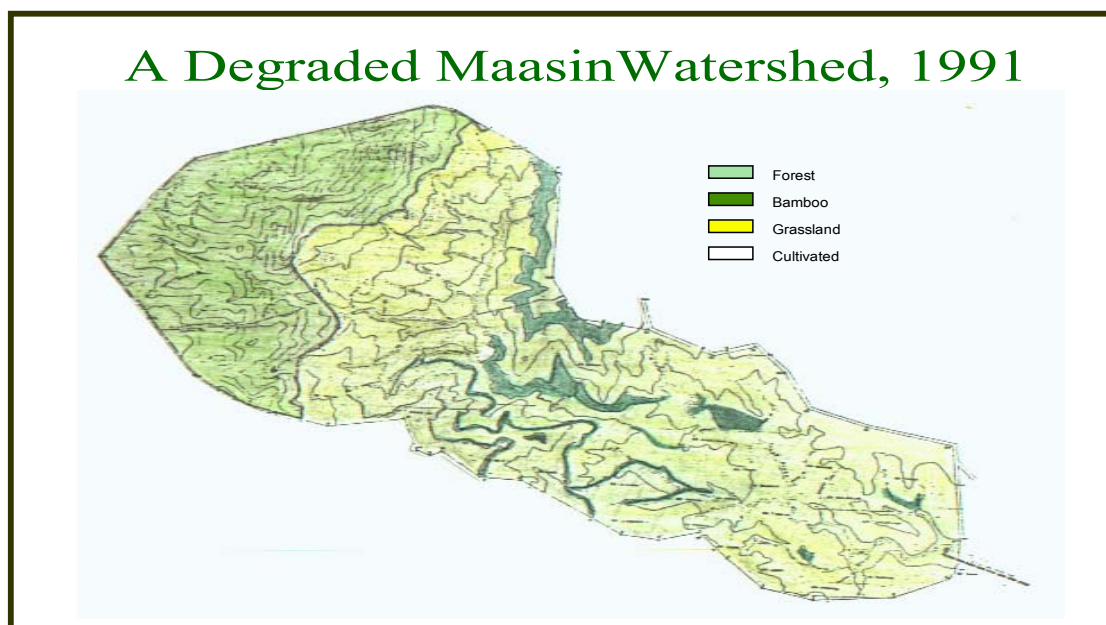 A Degraded MaasinWatershed, 1991
Forest
Bamboo
Grassland
Cultivated